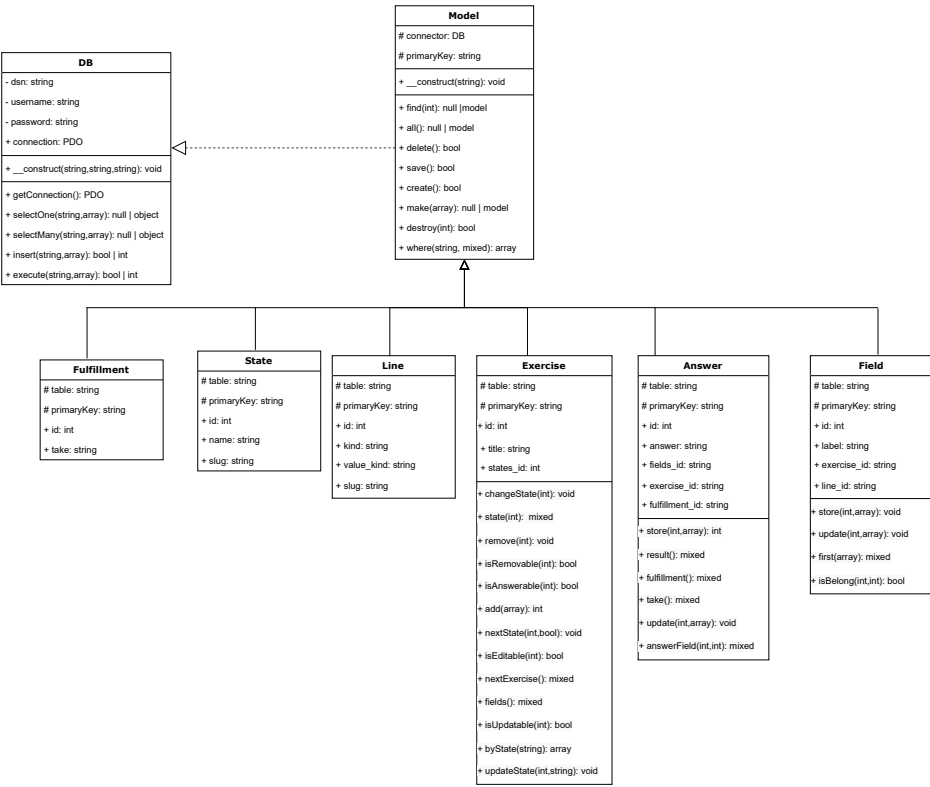 Model
# connector: DB
# primaryKey: string
+ __construct(string): void
+ find(int): null |model
+ all(): null | model
+ delete(): bool
+ save(): bool
+ create(): bool
+ make(array): null | model
+ destroy(int): bool
+ where(string, mixed): array
DB
- dsn: string
- username: string
- password: string
+ connection: PDO
+ __construct(string,string,string): void
+ getConnection(): PDO
+ selectOne(string,array): null | object
+ selectMany(string,array): null | object
+ insert(string,array): bool | int
+ execute(string,array): bool | int
Fulfillment
# table: string
# primaryKey: string
+ id: int
+ take: string
State
# table: string
# primaryKey: string
+ id: int
+ name: string
+ slug: string
Line
# table: string
# primaryKey: string
+ id: int
+ kind: string
+ value_kind: string
+ slug: string
Exercise
# table: string
# primaryKey: string
+ id: int
+ title: string
+ states_id: int
+ changeState(int): void
+ state(int): mixed
+ remove(int): void
+ isRemovable(int): bool
+ isAnswerable(int): bool
+ add(array): int
+ nextState(int,bool): void
+ isEditable(int): bool
+ nextExercise(): mixed
+ fields(): mixed
+ isUpdatable(int): bool
+ byState(string): array
+ updateState(int,string): void
Answer
# table: string
# primaryKey: string
+ id: int
+ answer: string
+ fields_id: string
+ exercise_id: string
+ fulfillment_id: string
+ store(int,array): int
+ result(): mixed
+ fulfillment(): mixed
+ take(): mixed
+ update(int,array): void
+ answerField(int,int): mixed
Field
# table: string
# primaryKey: string
+ id: int
+ label: string
+ exercise_id: string
+ line_id: string
+ store(int,array): void
+ update(int,array): void
+ first(array): mixed
+ isBelong(int,int): bool